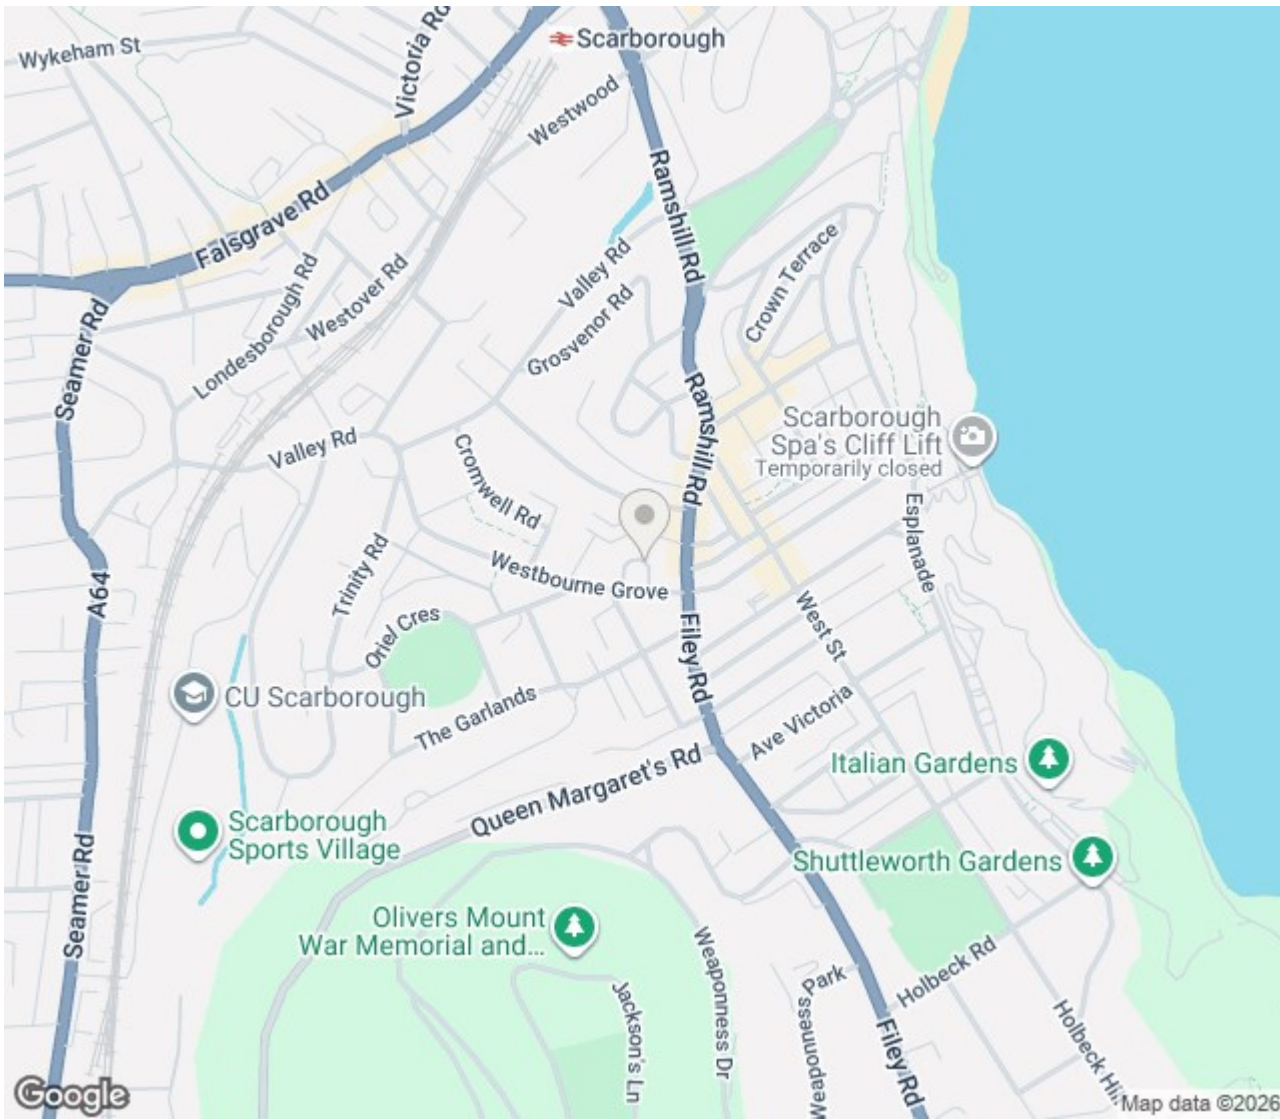 Wykeham St
Victoria Rd
Scarborough
Westwood
Falsgrave Rd
Ramshill Rd
Valley Rd
Crown Terrace
Londesborough Rd
Westover Rd
Grosvenor Rd
Seamer Rd
Ramshill Rd
Scarborough
Spa's Cliff Lift
Temporarily closed
Valley Rd
Cromwell Rd
Esplanade
Trinity Rd
A64
Westbourne Grove
Oriel Cres
West St
Filey Rd
CU Scarborough
The Garlands
Ave Victoria
Queen Margaret's Rd
Italian Gardens
Scarborough
Sports Village
Shuttleworth Gardens
Seamer Rd
Olivers Mount
War Memorial and...
Weaponness Dr
Jackson's Ln
Weaponness Park
Holbeck Rd
Filey Rd
Holbeck Hi
Google
Map data ©2026